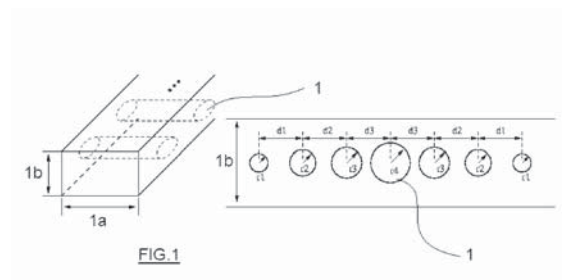 1
1b
1a
FIG.1
d1 d2 d3 d3 d2 d1
1b
r1 r2 r3 r4 r3 r2 r1
1